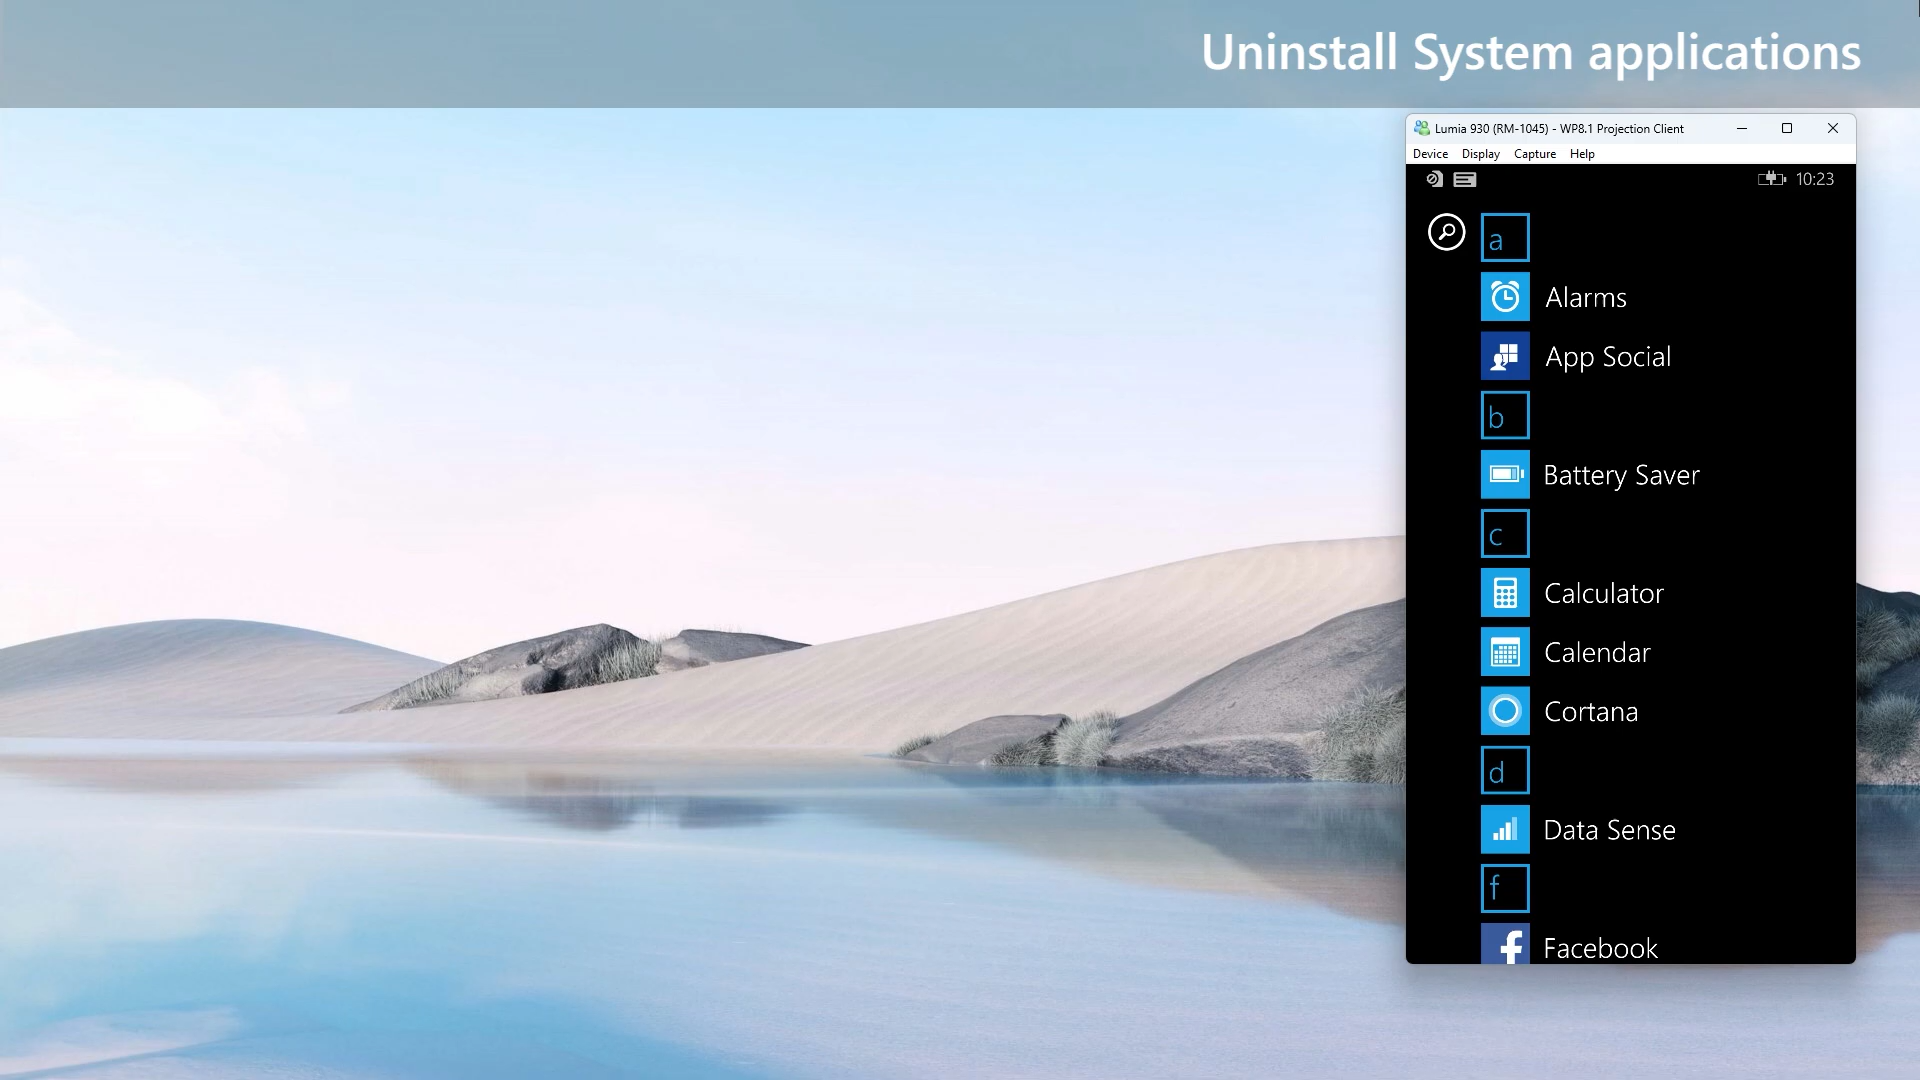 Uninstall System applications
Lumia 930 (RM-1045) - WP8.1 Projection Client
Device Display Capture Help
10:23
a
Alarms
App Social
b
Battery Saver
c
Calculator
Calendar
Cortana
d
Data Sense
f
Facebook